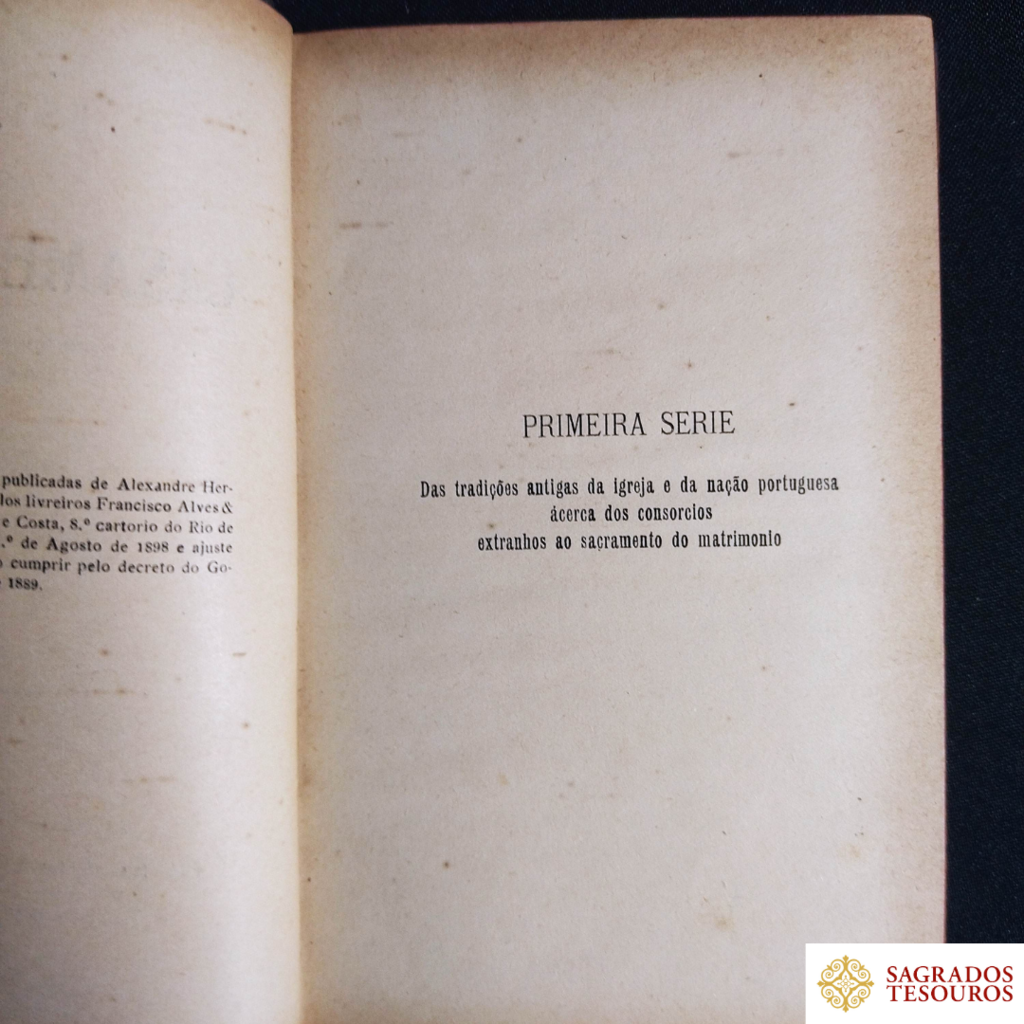 publicadas de Alexandre Her-
los livreiros Francisco Alves &
e Costa, 8.º cartorio do Rio de
.º de Agosto de 1898 e ajuste
cumprir pelo decreto do Go-
1889.
PRIMEIRA SERIE
Das tradições antigas da igreja e da nação portuguesa
ácerca dos consorcios
extranhos ao sacramento do matrimonio
SAGRADOS
TESOUROS